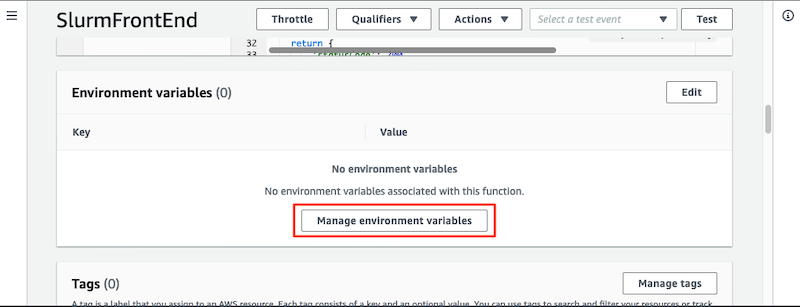 SlurmFrontEnd
Throttle
Qualifiers
Actions
Select a test event
Test
32 return {
33
Environment variables (0)
Edit
Key Value
No environment variables
No environment variables associated with this function.
Manage environment variables
Tags (0)
Manage tags
A tag is a label that you assign to an AWS resource. Each tag consists of a key and an optional value. You can use tags to search and filter your resources or track